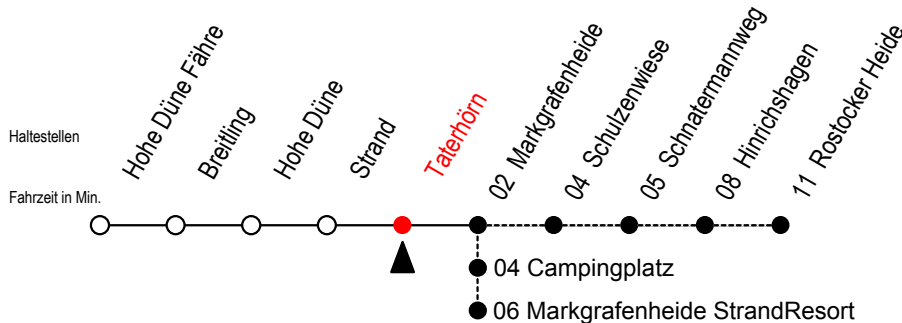 Haltestellen
Fahrzeit in Min.
Hohe Düne Fähre
Breitling
Hohe Düne
Strand
Taterhörn
02 Markgrafenheide
04 Schulzenwiese
05 Schnatermannweg
08 Hinrichshagen
11 Rostocker Heide
04 Campingplatz
06 Markgrafenheide StrandResort